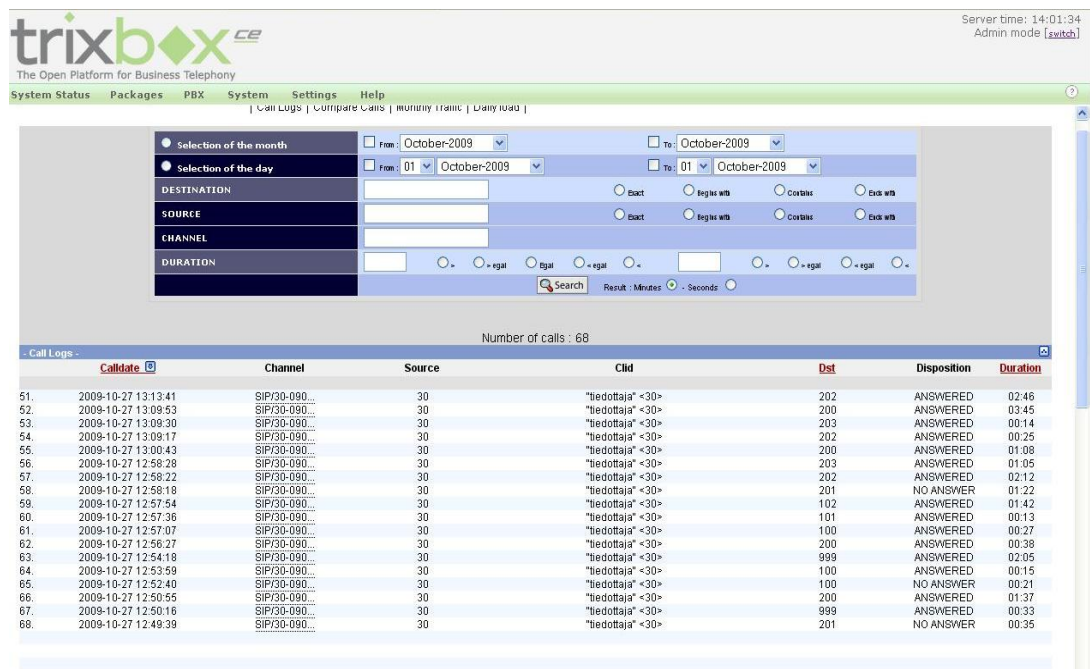 trixbox CE
The Open Platform for Business Telephony
Server time: 14:01:34
Admin mode [switch]
System Status Packages PBX System Settings Help
| Call Logs | Compare Calls | Monthly Traffic | Daily load |
Selection of the month From : October-2009 To : October-2009
Selection of the day From : 01 October-2009 To : 01 October-2009
DESTINATION Exact Begins with Contains Ends with
SOURCE Exact Begins with Contains Ends with
CHANNEL
DURATION > > egal Egal < egal < > > egal < egal <
Search Result : Minutes - Seconds
Number of calls : 68
- Call Logs -
Calldate Channel Source Clid Dst Disposition Duration
51. 2009-10-27 13:13:41 SIP/30-090... 30 "tiedottaja" <30> 202 ANSWERED 02:46
52. 2009-10-27 13:09:53 SIP/30-090... 30 "tiedottaja" <30> 200 ANSWERED 03:45
53. 2009-10-27 13:09:30 SIP/30-090... 30 "tiedottaja" <30> 203 ANSWERED 00:14
54. 2009-10-27 13:09:17 SIP/30-090... 30 "tiedottaja" <30> 202 ANSWERED 00:25
55. 2009-10-27 13:00:43 SIP/30-090... 30 "tiedottaja" <30> 200 ANSWERED 01:08
56. 2009-10-27 12:58:28 SIP/30-090... 30 "tiedottaja" <30> 203 ANSWERED 01:05
57. 2009-10-27 12:58:22 SIP/30-090... 30 "tiedottaja" <30> 202 ANSWERED 02:12
58. 2009-10-27 12:58:18 SIP/30-090... 30 "tiedottaja" <30> 201 NO ANSWER 01:22
59. 2009-10-27 12:57:54 SIP/30-090... 30 "tiedottaja" <30> 102 ANSWERED 01:42
60. 2009-10-27 12:57:36 SIP/30-090... 30 "tiedottaja" <30> 101 ANSWERED 00:13
61. 2009-10-27 12:57:07 SIP/30-090... 30 "tiedottaja" <30> 100 ANSWERED 00:27
62. 2009-10-27 12:56:27 SIP/30-090... 30 "tiedottaja" <30> 200 ANSWERED 00:38
63. 2009-10-27 12:54:18 SIP/30-090... 30 "tiedottaja" <30> 999 ANSWERED 02:05
64. 2009-10-27 12:53:59 SIP/30-090... 30 "tiedottaja" <30> 100 ANSWERED 00:15
65. 2009-10-27 12:52:40 SIP/30-090... 30 "tiedottaja" <30> 100 NO ANSWER 00:21
66. 2009-10-27 12:50:55 SIP/30-090... 30 "tiedottaja" <30> 200 ANSWERED 01:37
67. 2009-10-27 12:50:16 SIP/30-090... 30 "tiedottaja" <30> 999 ANSWERED 00:33
68. 2009-10-27 12:49:39 SIP/30-090... 30 "tiedottaja" <30> 201 NO ANSWER 00:35